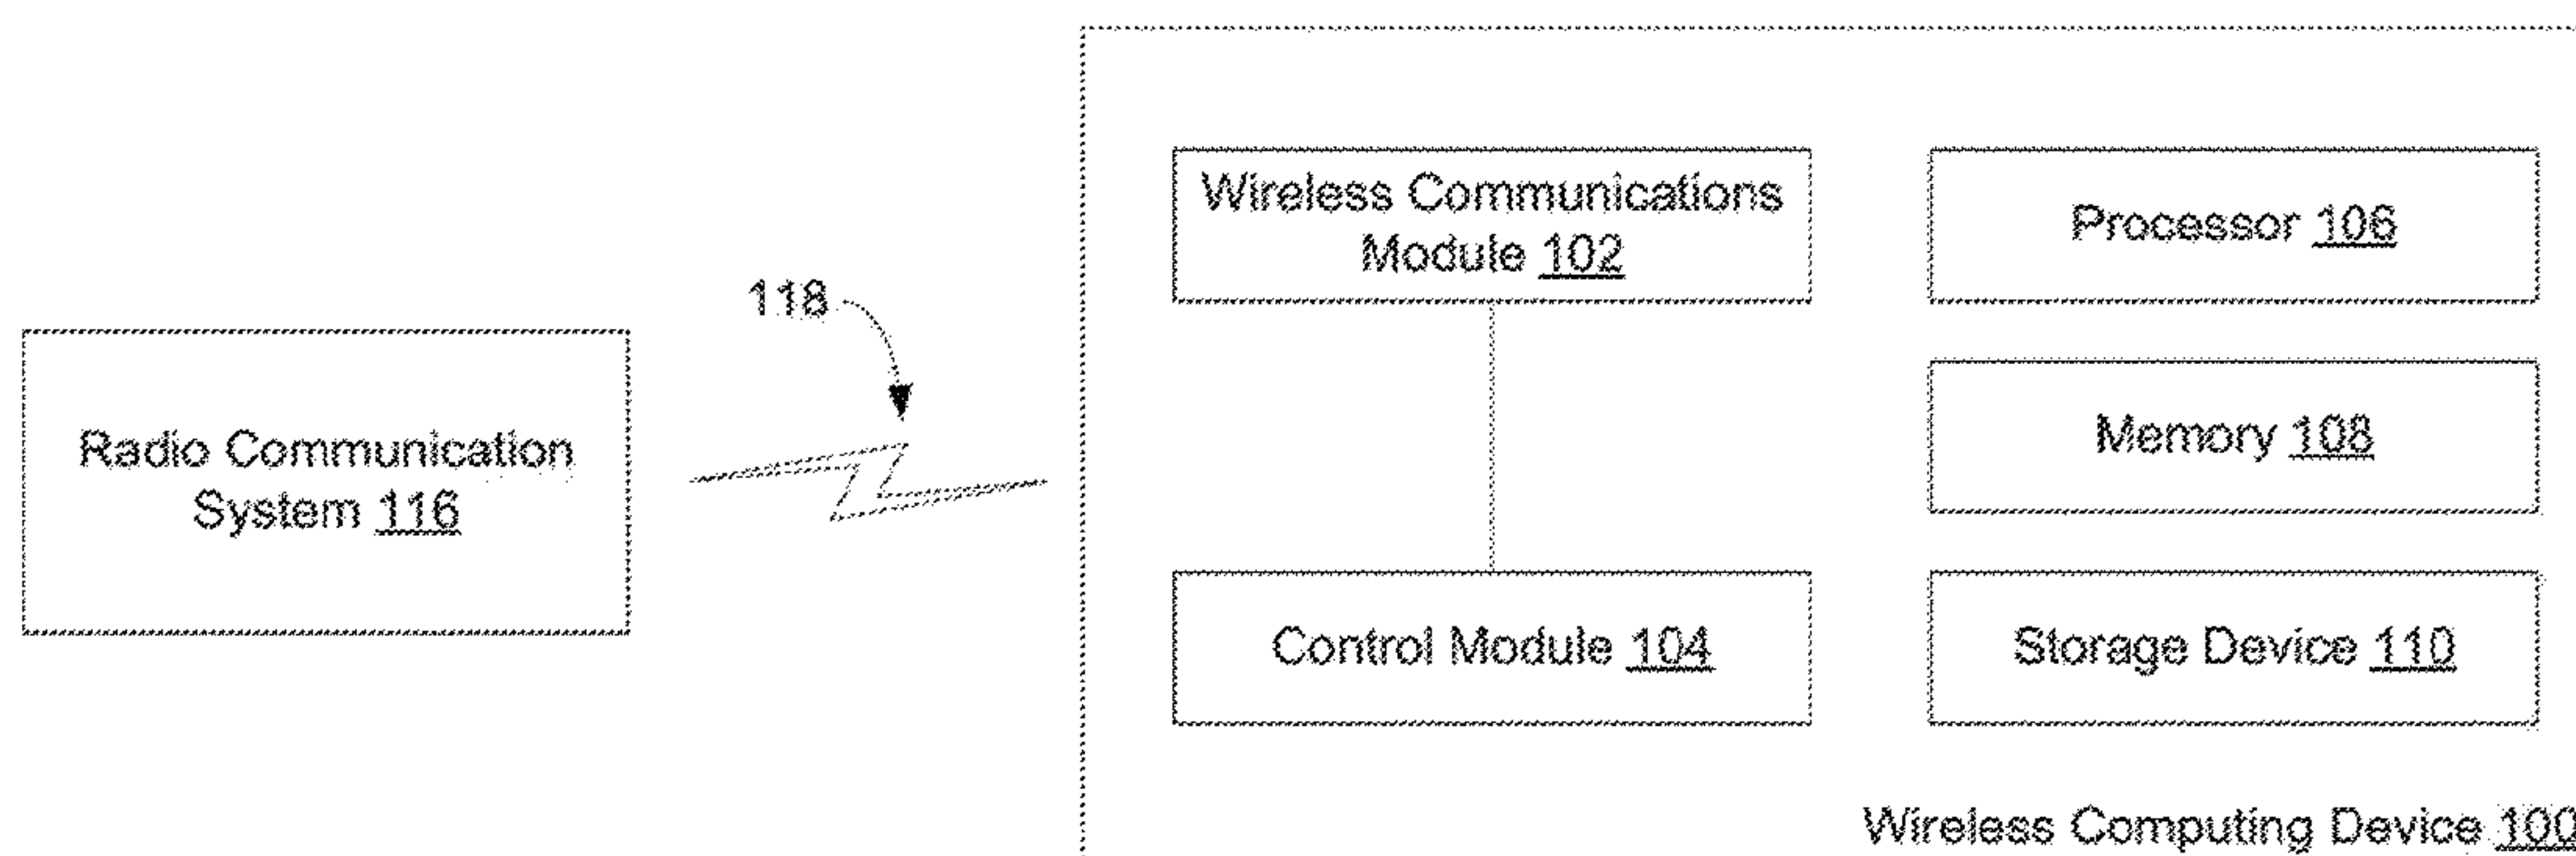 Wireless Communications
Module 102
Processor 106
118
Radio Communication
System 116
Memory 108
Control Module 104
Storage Device 110
Wireless Computing Device 100